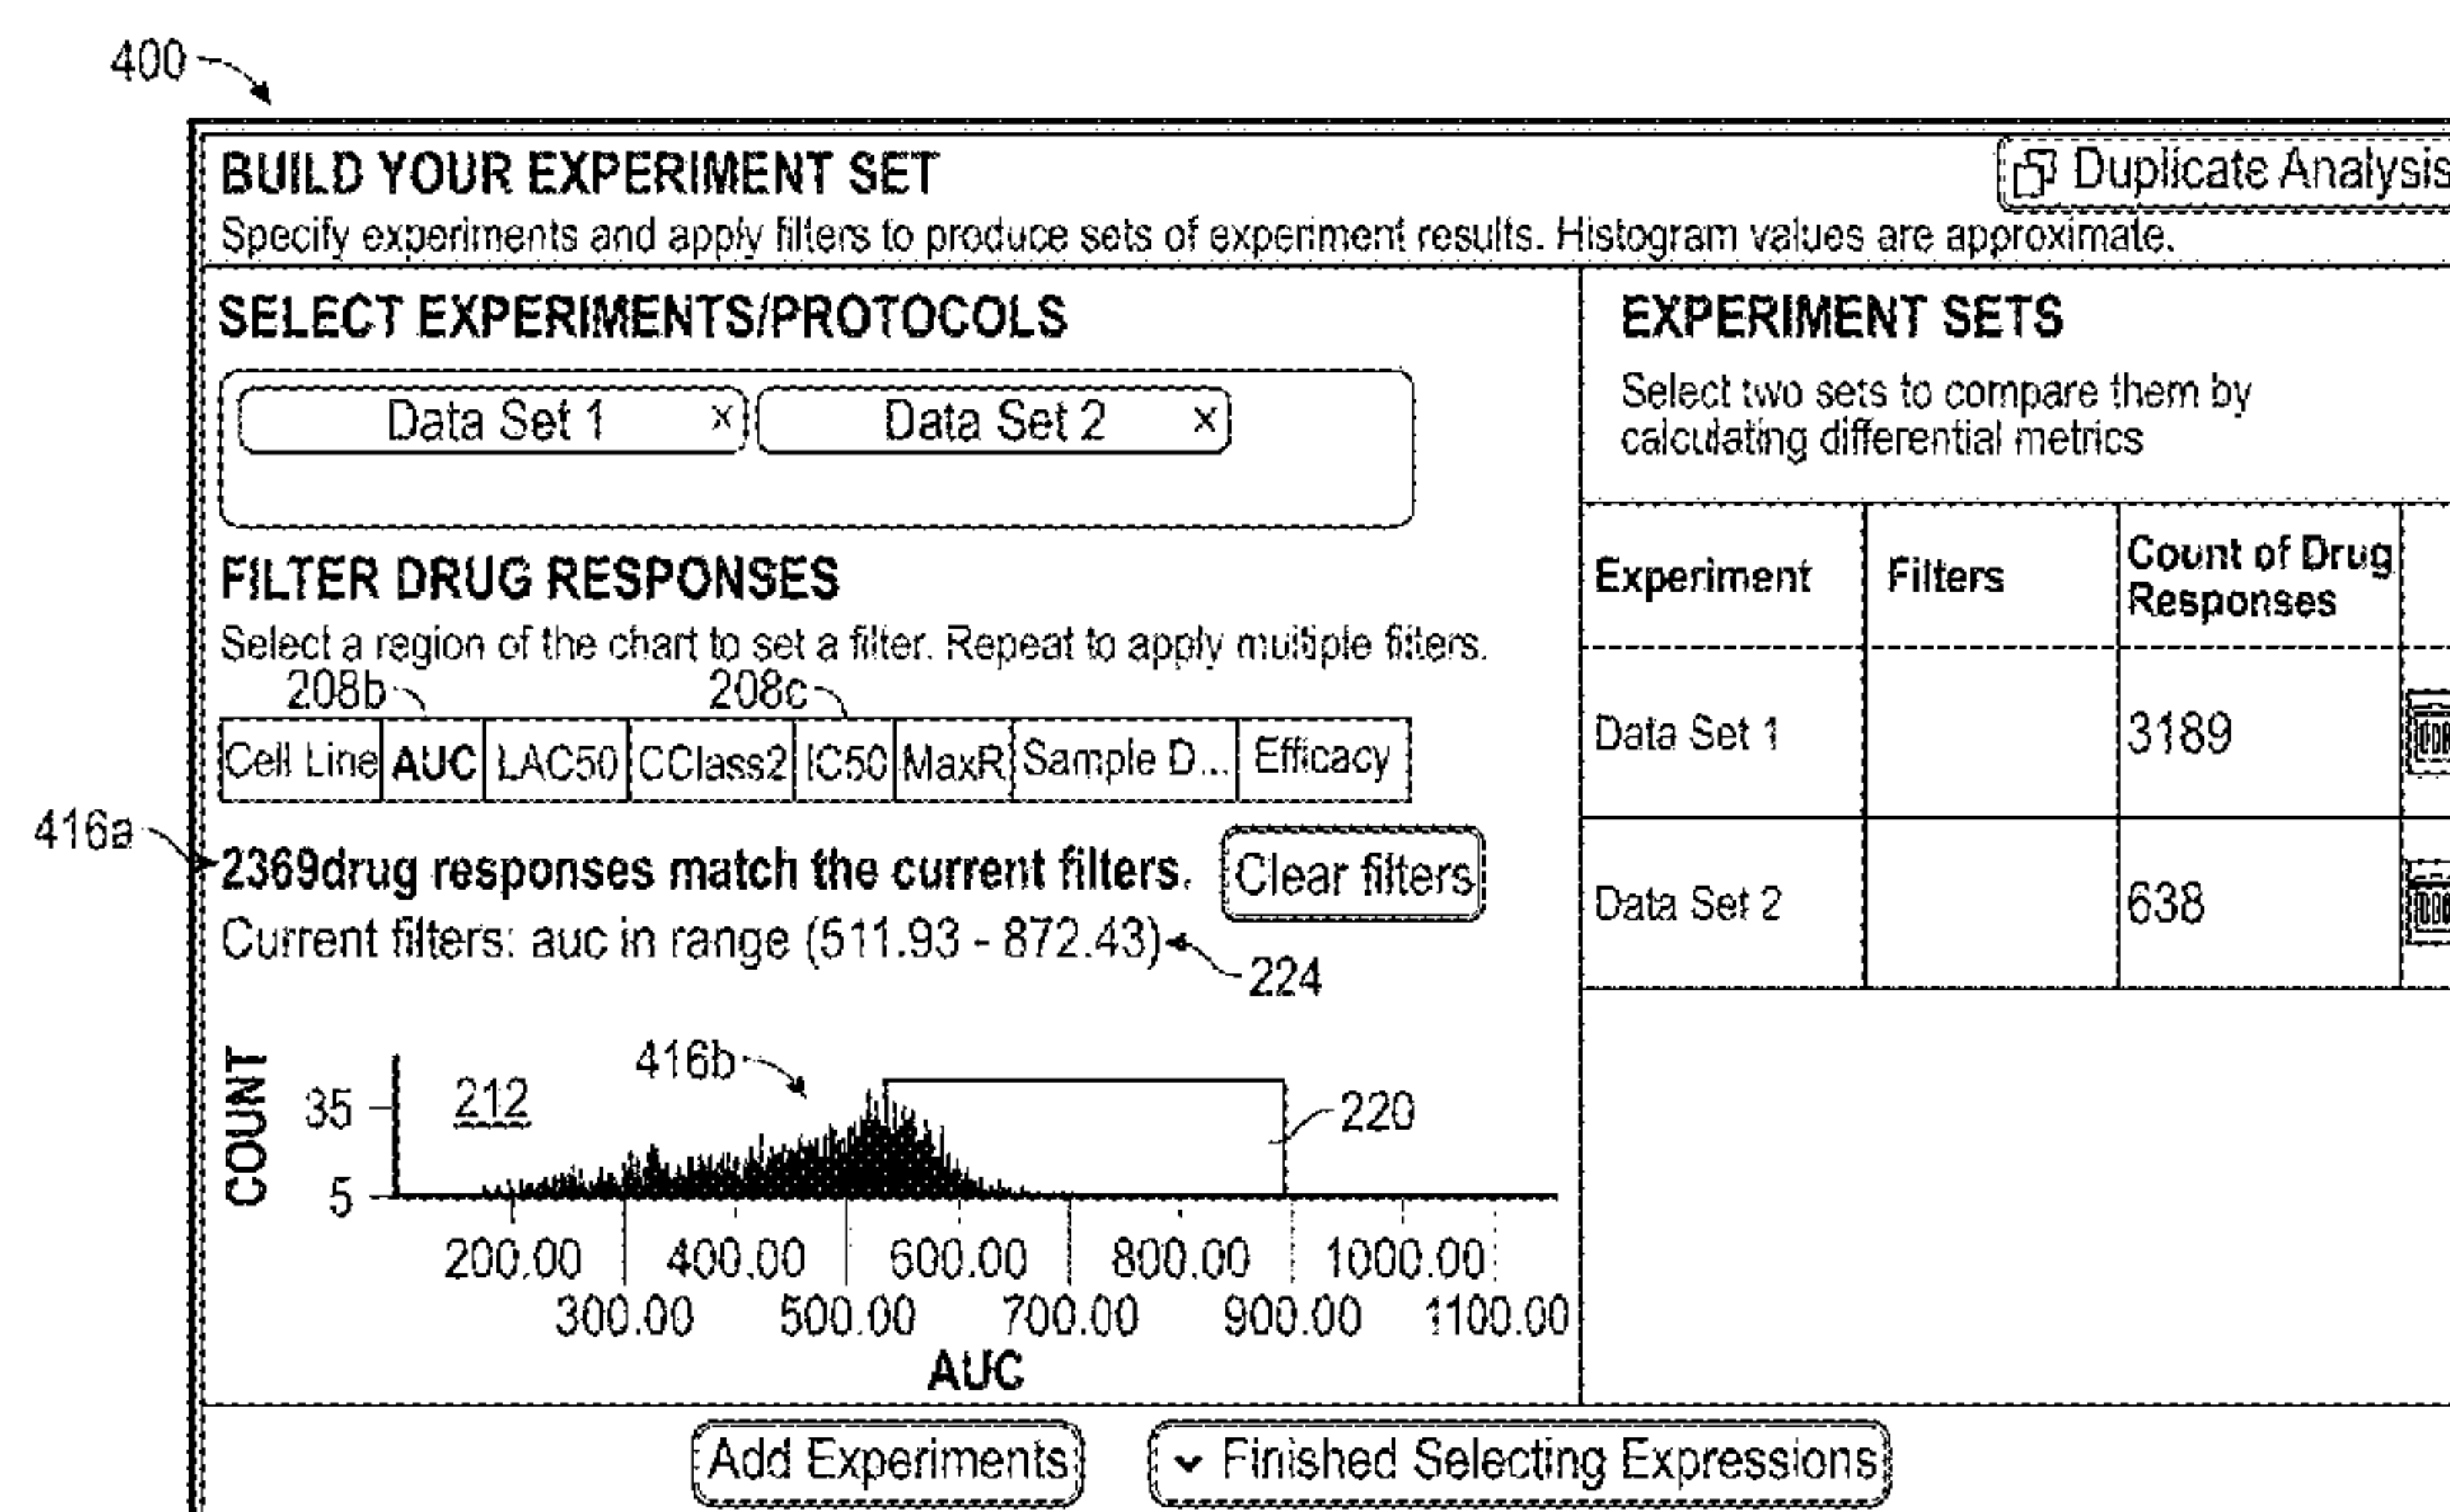 400
BUILD YOUR EXPERIMENT SET
Duplicate Analysis
Specify experiments and apply filters to produce sets of experiment results. Histogram values are approximate.
SELECT EXPERIMENTS/PROTOCOLS
Data Set 1 x
Data Set 2 x
FILTER DRUG RESPONSES
Select a region of the chart to set a filter. Repeat to apply multiple filters.
208b
208c
Cell Line AUC LAC50 CClass2 IC50 MaxR Sample D... Efficacy
416a
2369drug responses match the current filters.
Clear filters
Current filters: auc in range (511.93 - 872.43)
224
COUNT
35
5
212
416b
220
200.00 400.00 600.00 800.00 1000.00
300.00 500.00 700.00 900.00 1100.00
AUC
EXPERIMENT SETS
Select two sets to compare them by
calculating differential metrics
Experiment Filters Count of Drug
Responses
Data Set 1 3189
Data Set 2 638
Add Experiments
Finished Selecting Expressions